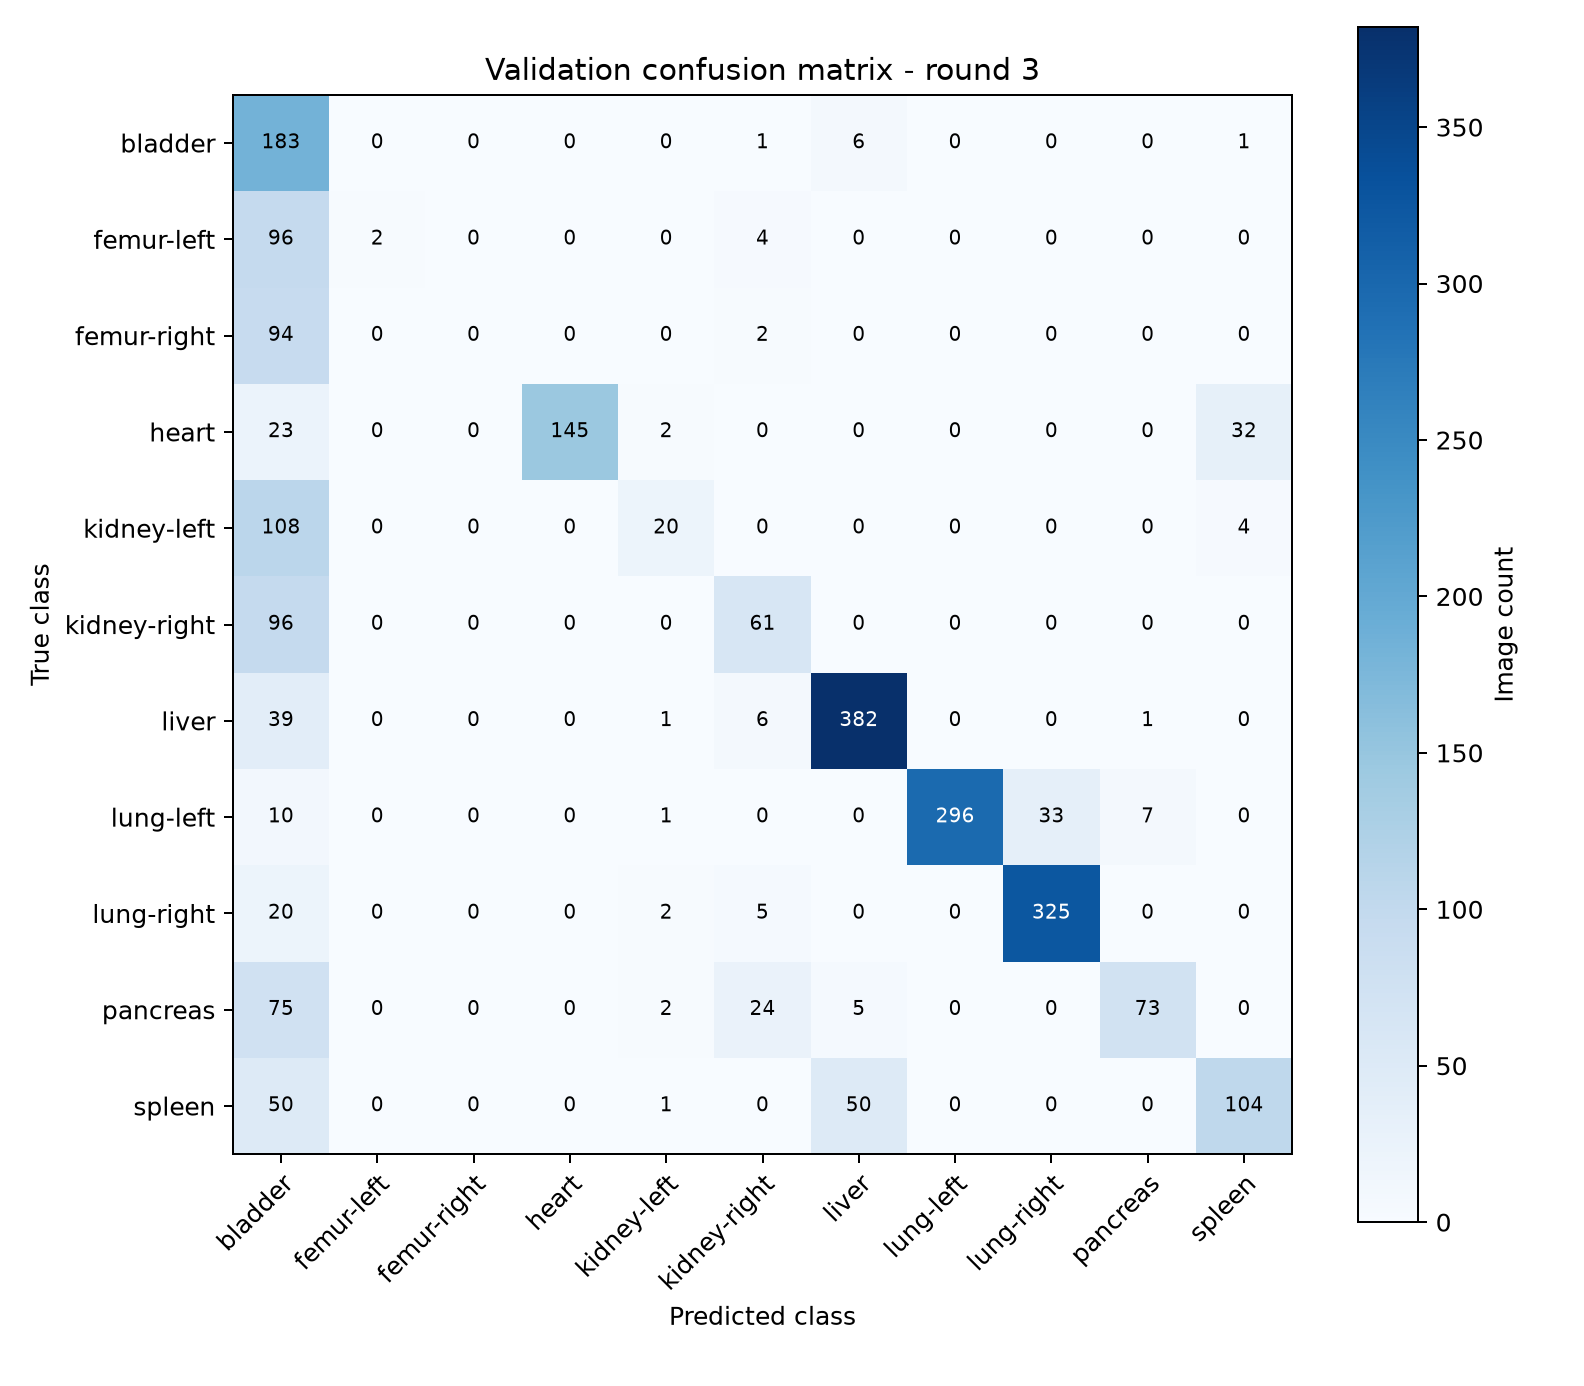 Validation confusion matrix - round 3
True class
bladder 183 0 0 0 0 1 6 0 0 0 1
femur-left 96 2 0 0 0 4 0 0 0 0 0
femur-right 94 0 0 0 0 2 0 0 0 0 0
heart 23 0 0 145 2 0 0 0 0 0 32
kidney-left 108 0 0 0 20 0 0 0 0 0 4
kidney-right 96 0 0 0 0 61 0 0 0 0 0
liver 39 0 0 0 1 6 382 0 0 1 0
lung-left 10 0 0 0 1 0 0 296 33 7 0
lung-right 20 0 0 0 2 5 0 0 325 0 0
pancreas 75 0 0 0 2 24 5 0 0 73 0
spleen 50 0 0 0 1 0 50 0 0 0 104
bladder femur-left femur-right heart kidney-left kidney-right liver lung-left lung-right pancreas spleen
Predicted class
350
300
250
200
150
100
50
0
Image count